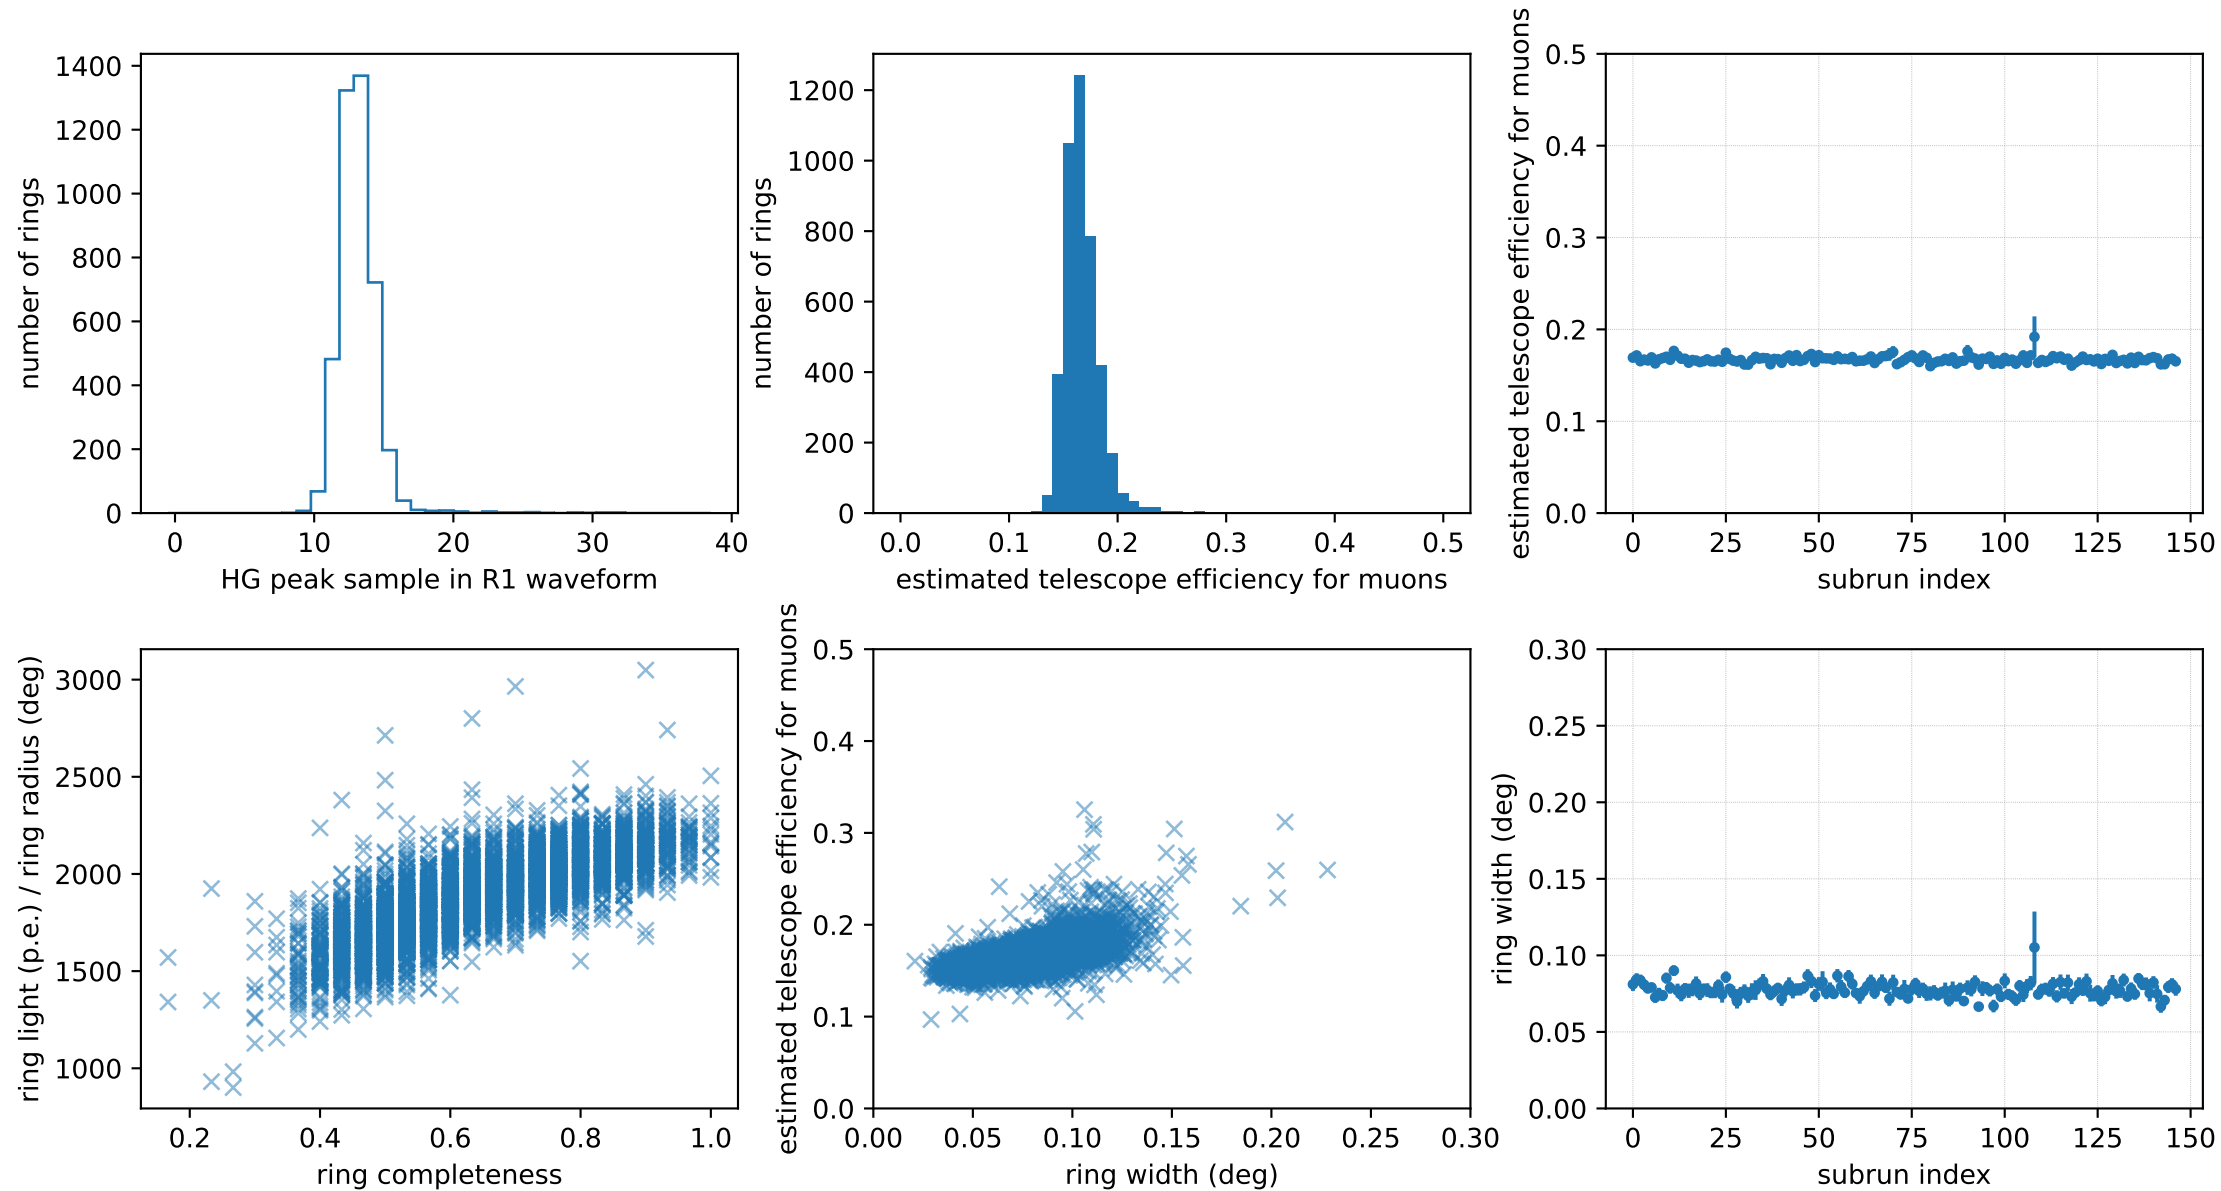 1400
1200
1000
800
600
400
200
0
number of rings
0 10 20 30 40
HG peak sample in R1 waveform
1200
1000
800
600
400
200
0
number of rings
0.0 0.1 0.2 0.3 0.4 0.5
estimated telescope efficiency for muons
0.5
0.4
0.3
0.2
0.1
0.0
estimated telescope efficiency for muons
0 25 50 75 100 125 150
subrun index
3000
2500
2000
1500
1000
ring light (p.e.) / ring radius (deg)
0.2 0.4 0.6 0.8 1.0
ring completeness
0.5
0.4
0.3
0.2
0.1
0.0
estimated telescope efficiency for muons
0.00 0.05 0.10 0.15 0.20 0.25 0.30
ring width (deg)
0.30
0.25
0.20
0.15
0.10
0.05
0.00
ring width (deg)
0 25 50 75 100 125 150
subrun index